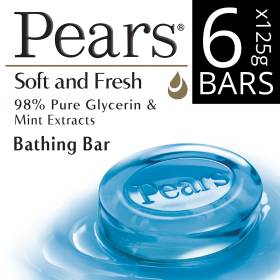 Pears®
Soft and Fresh
98% Pure Glycerin &
Mint Extracts
Bathing Bar
6 x125g
BARS
Pears